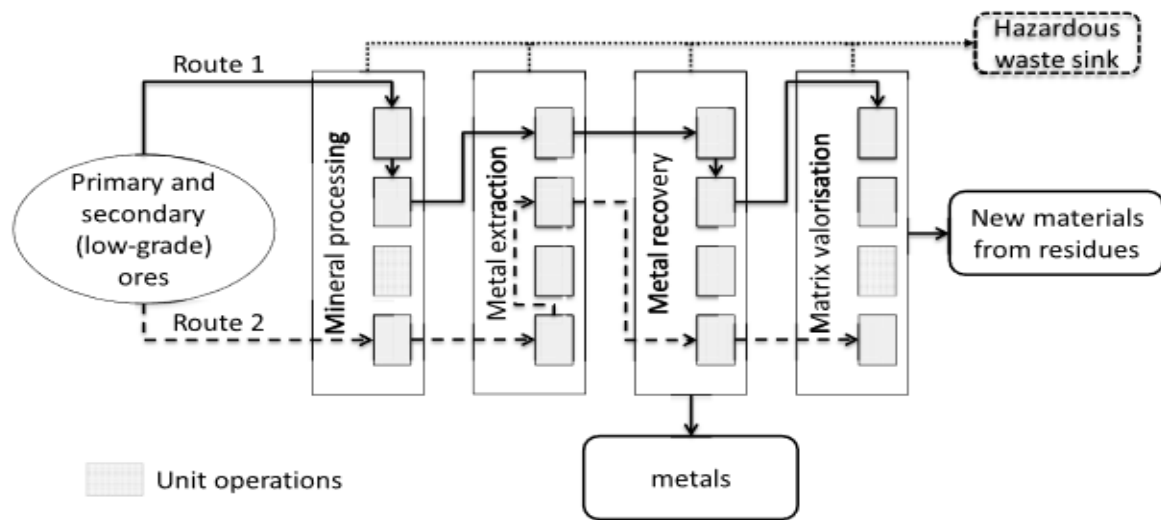 Hazardous
waste sink
Route 1
Primary and
secondary
(low-grade)
ores
Route 2
Mineral processing
Metal extraction
Metal recovery
Matrix valorisation
New materials
from residues
metals
Unit operations